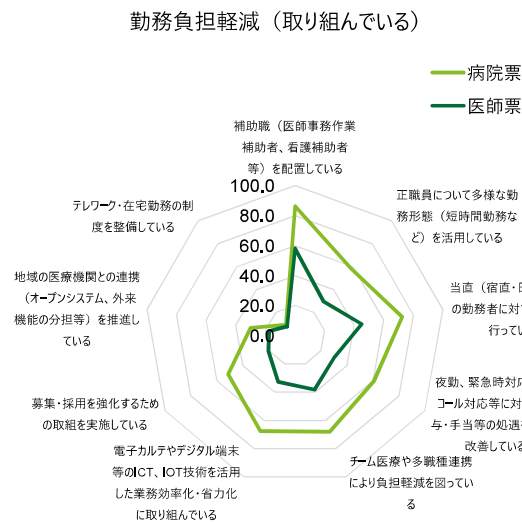 勤務負担軽減（取り組んでいる）
病院票
医師票
補助職（医師事務作業
補助者、看護補助者
等）を配置している
正職員について多様な勤
務形態（短時間勤務な
ど）を活用している
当直（宿直・日
の勤務者に対
行ってい
夜勤、緊急時対応
コール対応等に対
与・手当等の処遇を
改善している
チーム医療や多職種連携
により負担軽減を図ってい
る
電子カルテやデジタル端末
等のICT、IOT技術を活用
した業務効率化・省力化
に取り組んでいる
募集・採用を強化するため
の取組を実施している
地域の医療機関との連携
（オープンシステム、外来
機能の分担等）を推進し
ている
テレワーク・在宅勤務の制
度を整備している
100.0
80.0
60.0
40.0
20.0
0.0